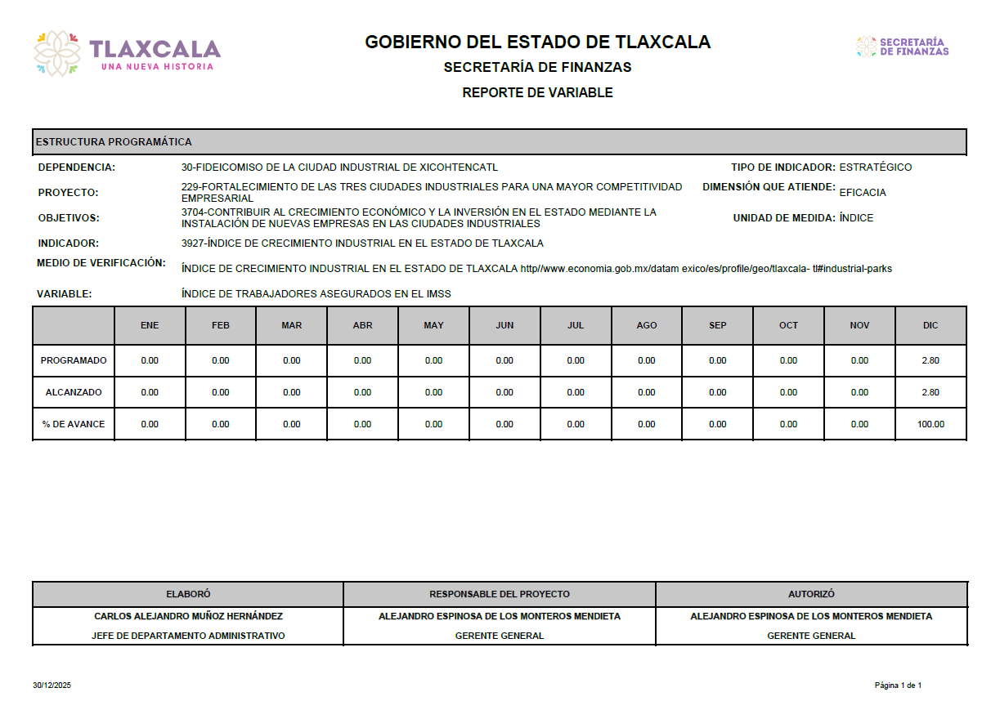 TLAXCALA
UNA NUEVA HISTORIA
GOBIERNO DEL ESTADO DE TLAXCALA
SECRETARÍA DE FINANZAS
REPORTE DE VARIABLE
SECRETARÍA
DE FINANZAS
ESTRUCTURA PROGRAMÁTICA
DEPENDENCIA: 30-FIDEICOMISO DE LA CIUDAD INDUSTRIAL DE XICOHTENCATL TIPO DE INDICADOR: ESTRATÉGICO
PROYECTO: 229-FORTALECIMIENTO DE LAS TRES CIUDADES INDUSTRIALES PARA UNA MAYOR COMPETITIVIDAD
EMPRESARIAL
DIMENSIÓN QUE ATIENDE: EFICACIA
OBJETIVOS: 3704-CONTRIBUIR AL CRECIMIENTO ECONÓMICO Y LA INVERSIÓN EN EL ESTADO MEDIANTE LA
INSTALACIÓN DE NUEVAS EMPRESAS EN LAS CIUDADES INDUSTRIALES
UNIDAD DE MEDIDA: ÍNDICE
INDICADOR: 3927-ÍNDICE DE CRECIMIENTO INDUSTRIAL EN EL ESTADO DE TLAXCALA
MEDIO DE VERIFICACIÓN: ÍNDICE DE CRECIMIENTO INDUSTRIAL EN EL ESTADO DE TLAXCALA http//www.economia.gob.mx/datam exico/es/profile/geo/tlaxcala- tl#industrial-parks
VARIABLE: ÍNDICE DE TRABAJADORES ASEGURADOS EN EL IMSS
ENE FEB MAR ABR MAY JUN JUL AGO SEP OCT NOV DIC
PROGRAMADO 0.00 0.00 0.00 0.00 0.00 0.00 0.00 0.00 0.00 0.00 0.00 2.80
ALCANZADO 0.00 0.00 0.00 0.00 0.00 0.00 0.00 0.00 0.00 0.00 0.00 2.80
% DE AVANCE 0.00 0.00 0.00 0.00 0.00 0.00 0.00 0.00 0.00 0.00 0.00 100.00
ELABORÓ RESPONSABLE DEL PROYECTO AUTORIZÓ
CARLOS ALEJANDRO MUÑOZ HERNÁNDEZ ALEJANDRO ESPINOSA DE LOS MONTEROS MENDIETA ALEJANDRO ESPINOSA DE LOS MONTEROS MENDIETA
JEFE DE DEPARTAMENTO ADMINISTRATIVO GERENTE GENERAL GERENTE GENERAL
30/12/2025 Página 1 de 1